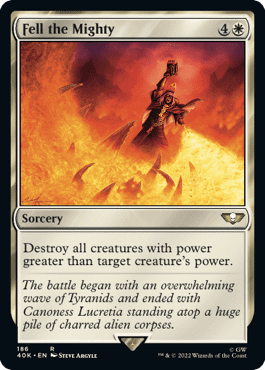 Fell the Mighty 4
Sorcery
Destroy all creatures with power
greater than target creature's power.
The battle began with an overwhelming
wave of Tyranids and ended with
Canoness Lucretia standing atop a huge
pile of charred alien corpses.
186 R
40K • EN STEVE ARGYLE
© GW
™ & © 2022 Wizards of the Coast